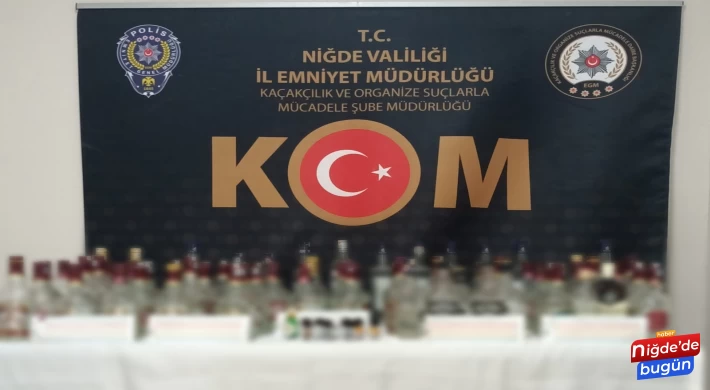 T.C.
NİĞDE VALİLİĞİ
İL EMNİYET MÜDÜRLÜĞÜ
KAÇAKÇILIK VE ORGANİZE SUÇLARLA
MÜCADELE ŞUBE MÜDÜRLÜĞÜ
POLİS
EGM
KOM
haber
Niğde'de
bugün